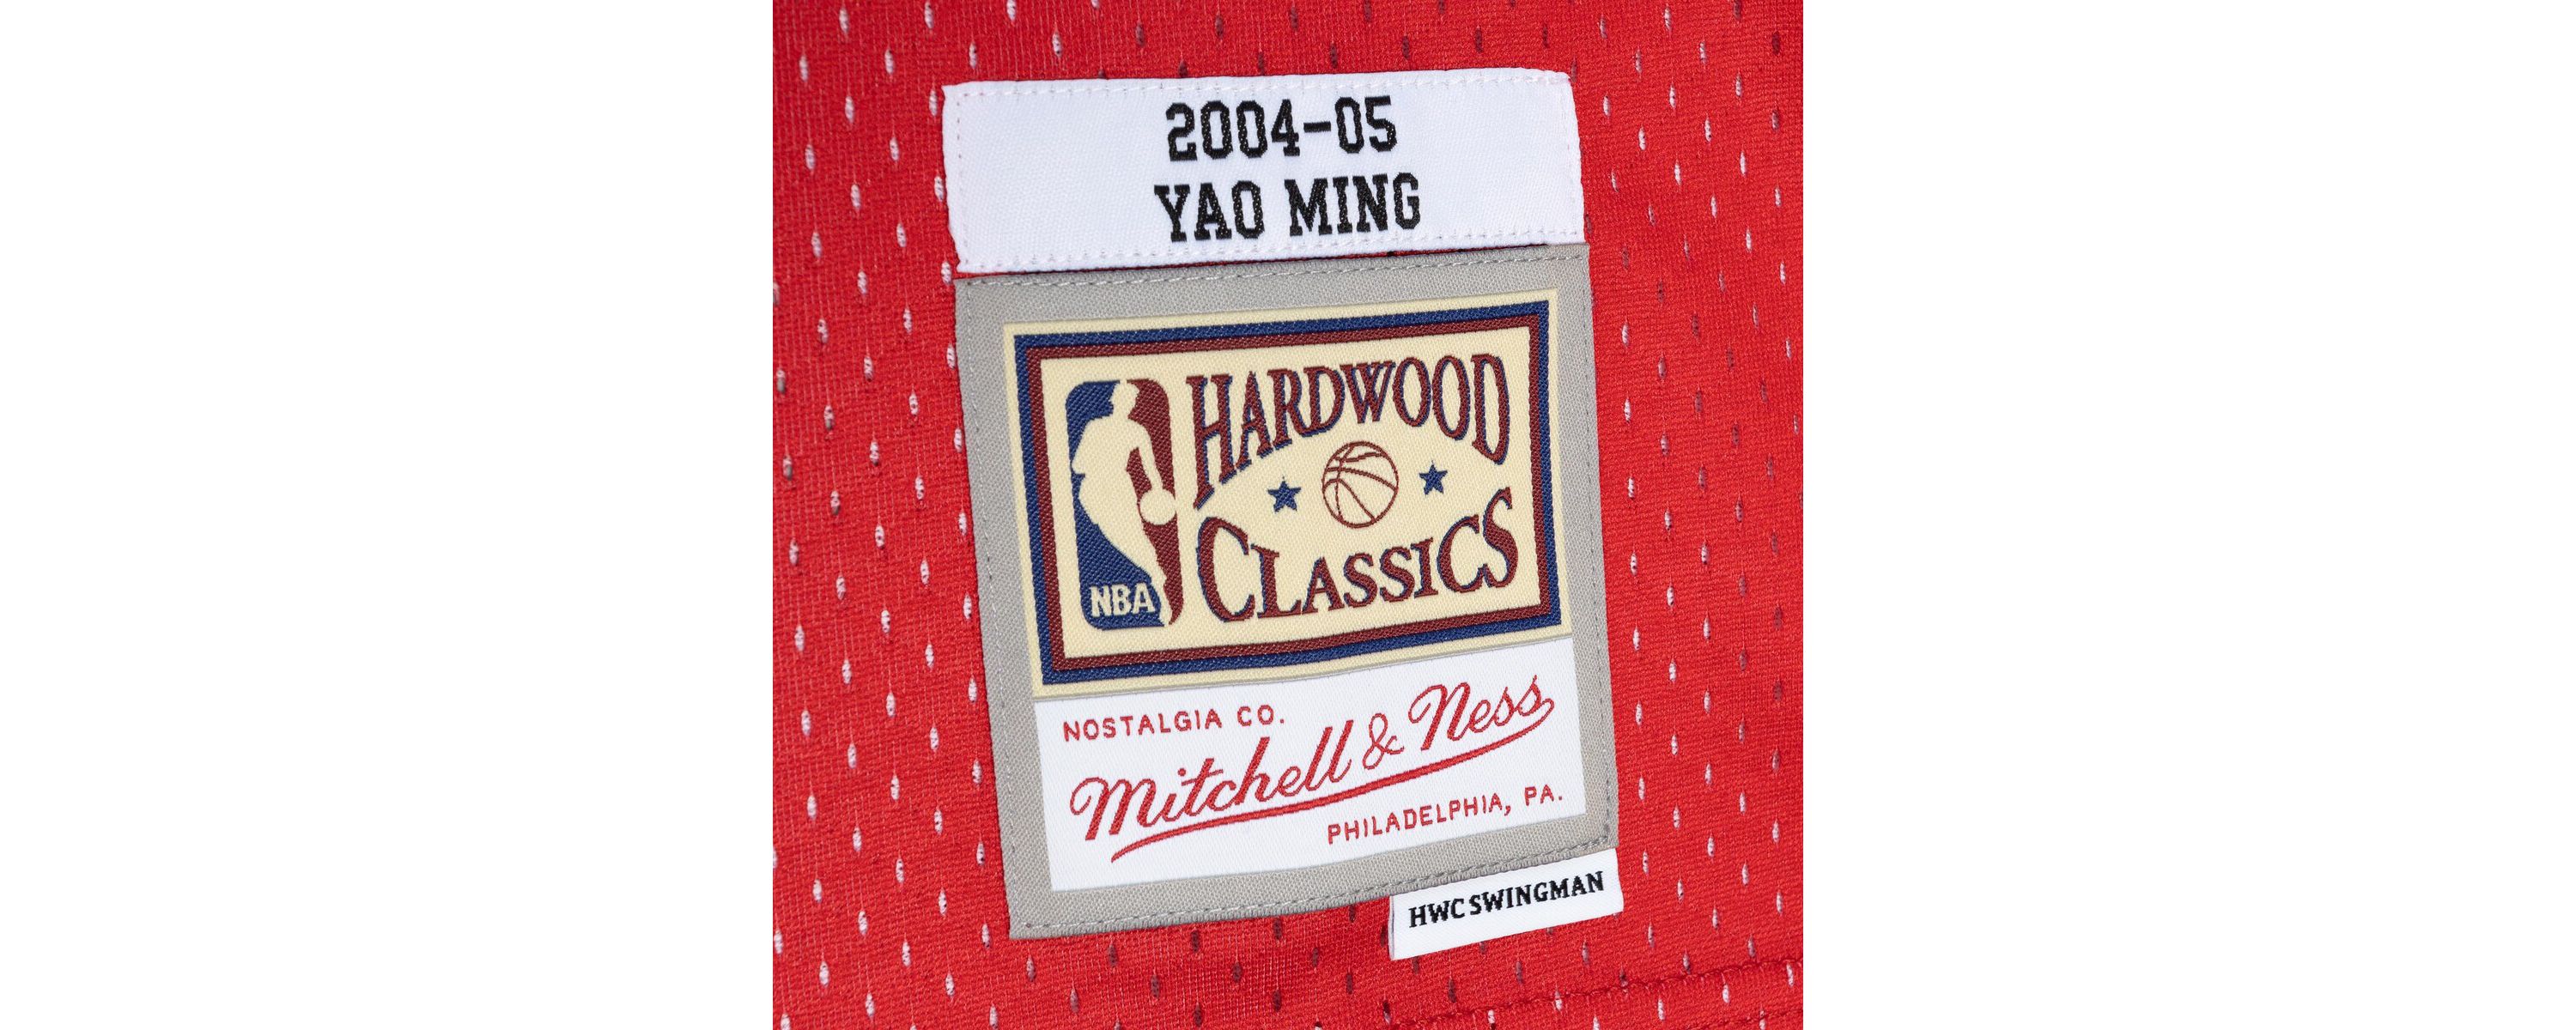 2004-05
YAO MING
HARDWOOD
CLASSICS
NBA
NOSTALGIA CO.
Mitchell & Ness
PHILADELPHIA, PA.
HWC SWINGMAN